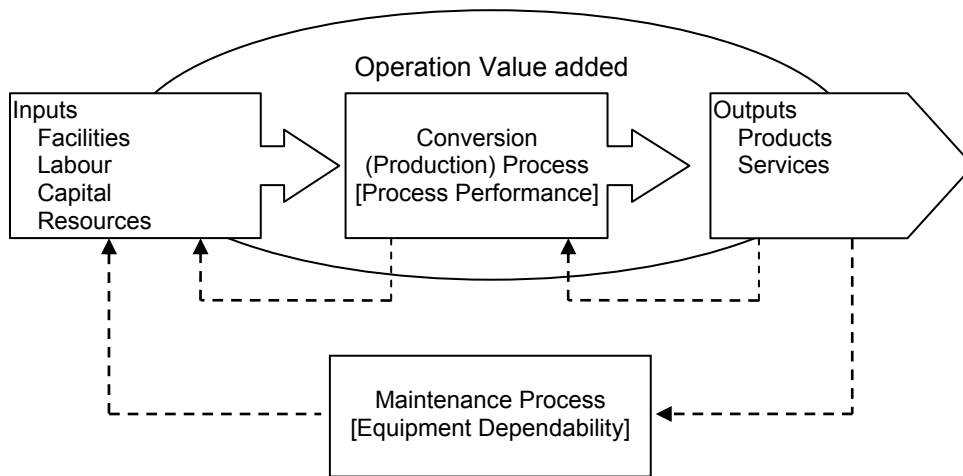 Operation Value added
Inputs
Facilities
Labour
Capital
Resources
Conversion
(Production) Process
[Process Performance]
Outputs
Products
Services
Maintenance Process
[Equipment Dependability]